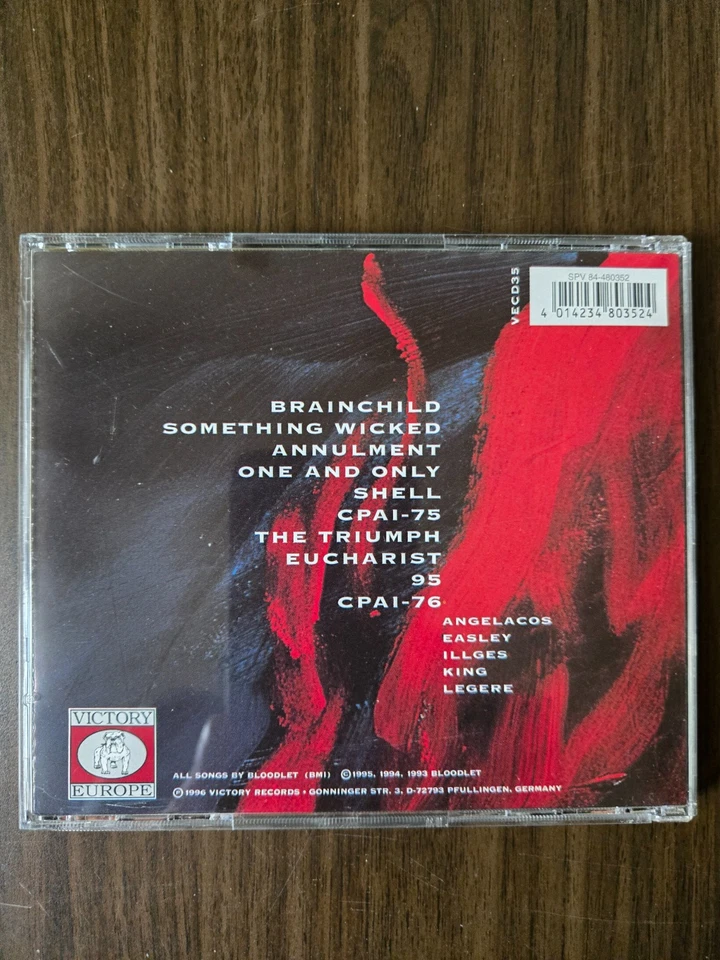 VECD35
SPV 84-480352
4 014234 803524
BRAINCHILD
SOMETHING WICKED
ANNULMENT
ONE AND ONLY
SHELL
CPAI-75
THE TRIUMPH
EUCHARIST
95
CPAI-76
ANGELACOS
EASLEY
ILLGES
KING
LEGERE
VICTORY
EUROPE
ALL SONGS BY BLOODLET (BMI) ©1995, 1994, 1993 BLOODLET
℗1996 VICTORY RECORDS • GONNINGER STR. 3, D-72793 PFULLINGEN, GERMANY